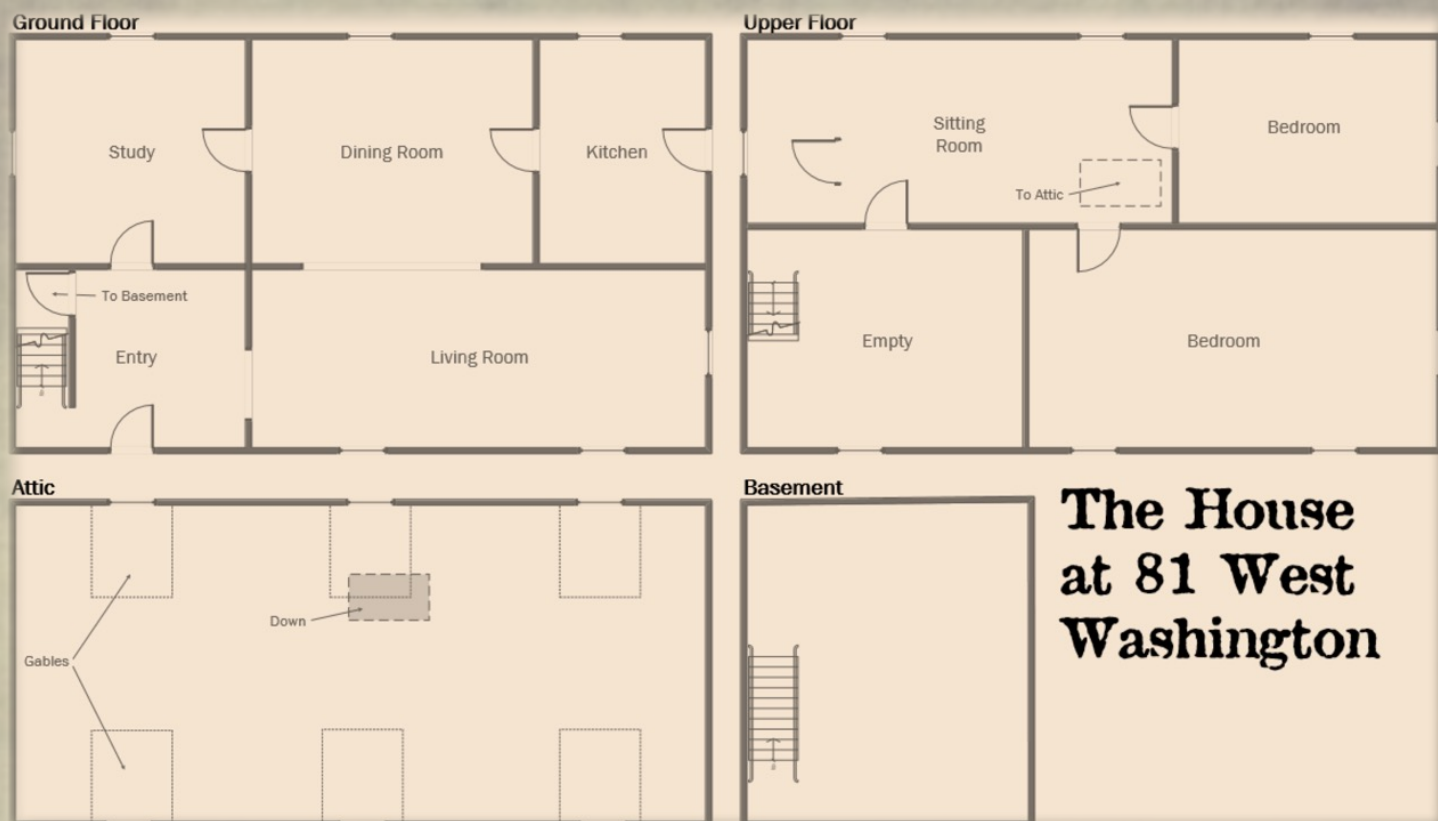 Ground Floor
Study
Dining Room
Kitchen
To Basement
Entry
Living Room
Upper Floor
Sitting
Room
Bedroom
To Attic
Empty
Bedroom
Attic
Down
Gables
Basement
The House
at 81 West
Washington